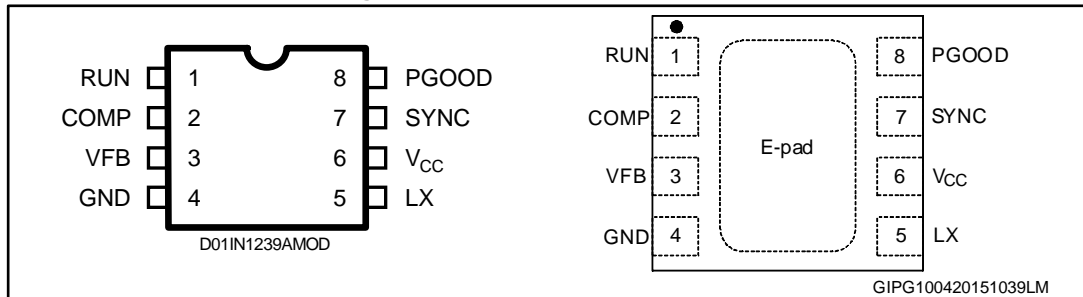 RUN 1 8 PGOOD
COMP 2 7 SYNC
VFB 3 6 VCC
GND 4 5 LX
D01IN1239AMOD
RUN 1 8 PGOOD
COMP 2 7 SYNC
E-pad
VFB 3 6 VCC
GND 4 5 LX
GIPG100420151039LM